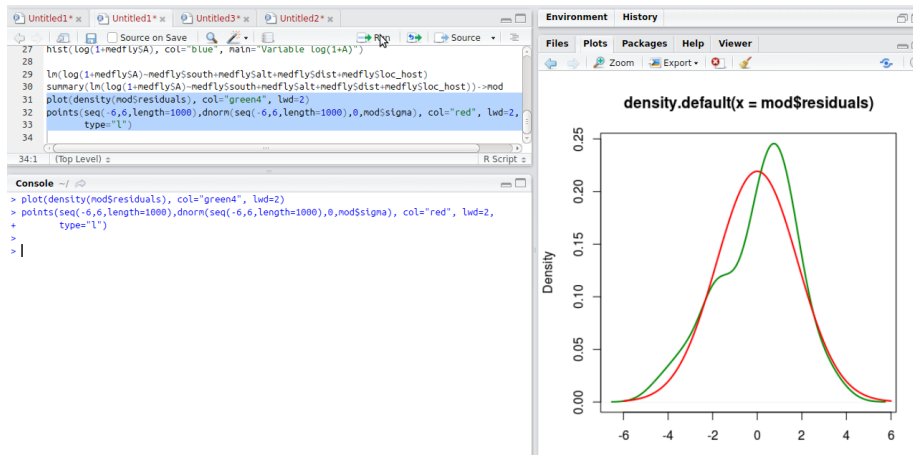 Untitled1* × Untitled1* × Untitled3* × Untitled2* ×
Source on Save Run Source
27 hist(log(1+medfly$A), col="blue", main="Variable log(1+A)")
28
29 lm(log(1+medfly$A)~medfly$south+medfly$alt+medfly$dist+medfly$loc_host)
30 summary(lm(log(1+medfly$A)~medfly$south+medfly$alt+medfly$dist+medfly$loc_host))->mod
31 plot(density(mod$residuals), col="green4", lwd=2)
32 points(seq(-6,6,length=1000),dnorm(seq(-6,6,length=1000),0,mod$sigma), col="red", lwd=2,
33 type="l")
34
34:1 (Top Level) R Script
Console ~/
> plot(density(mod$residuals), col="green4", lwd=2)
> points(seq(-6,6,length=1000),dnorm(seq(-6,6,length=1000),0,mod$sigma), col="red", lwd=2,
+ type="l")
>
>
Environment History
Files Plots Packages Help Viewer
Zoom Export
density.default(x = mod$residuals)
Density
0.25
0.20
0.15
0.10
0.05
0.00
-6 -4 -2 0 2 4 6